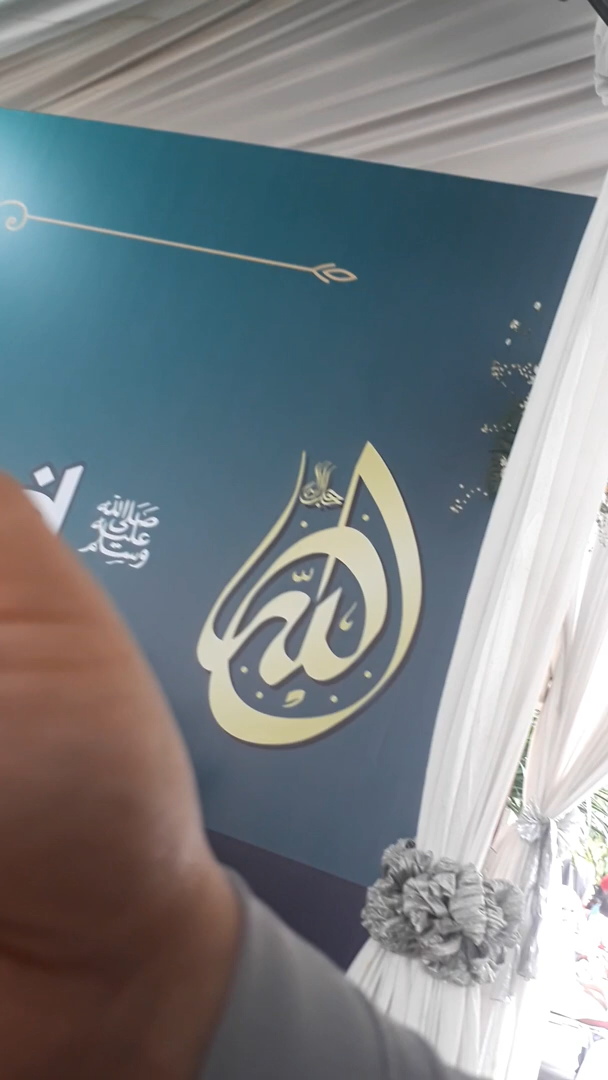 الله
جل جلاله
صلى الله
عليه
وسلم